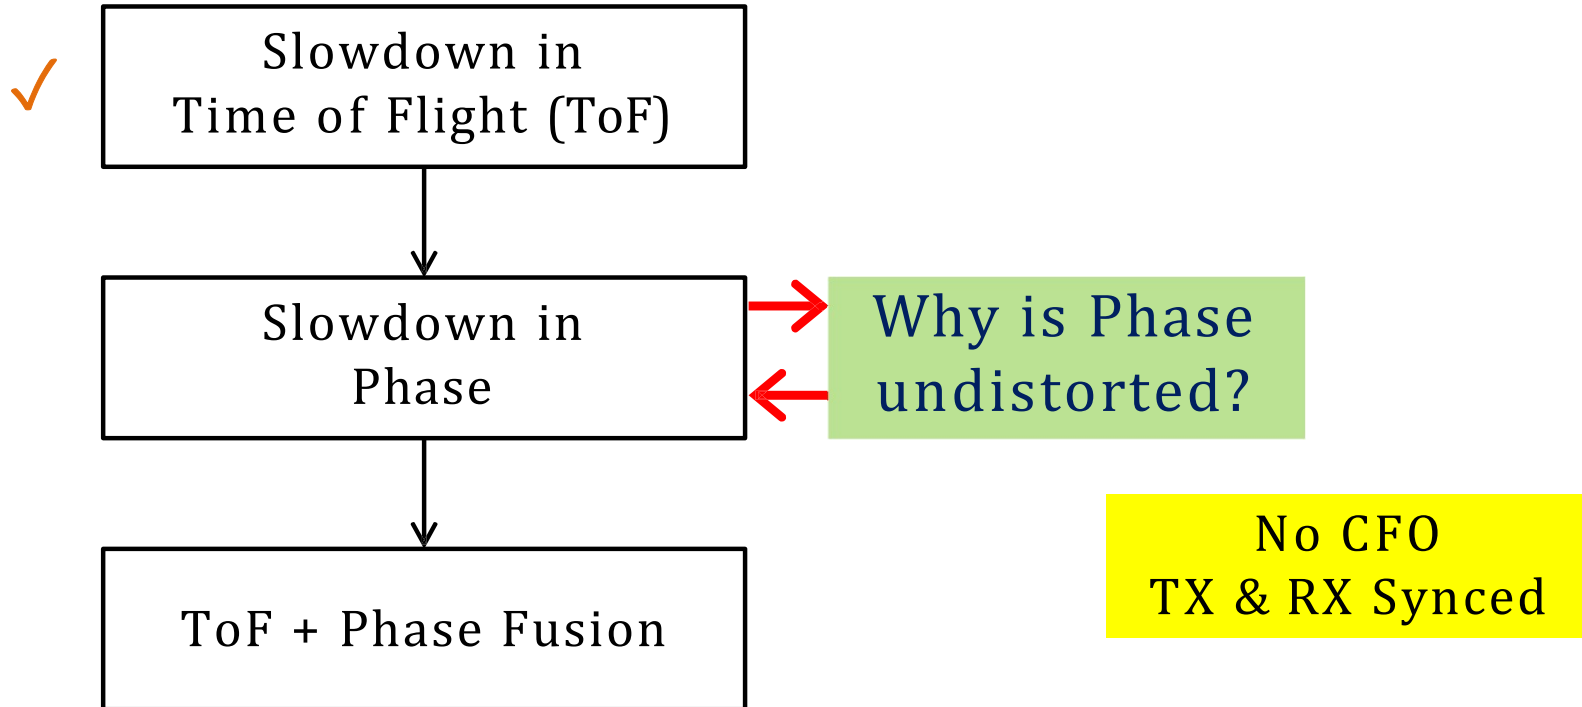 Slowdown in
Time of Flight (ToF)
Slowdown in
Phase
Why is Phase
undistorted?
No CFO
TX & RX Synced
ToF + Phase Fusion